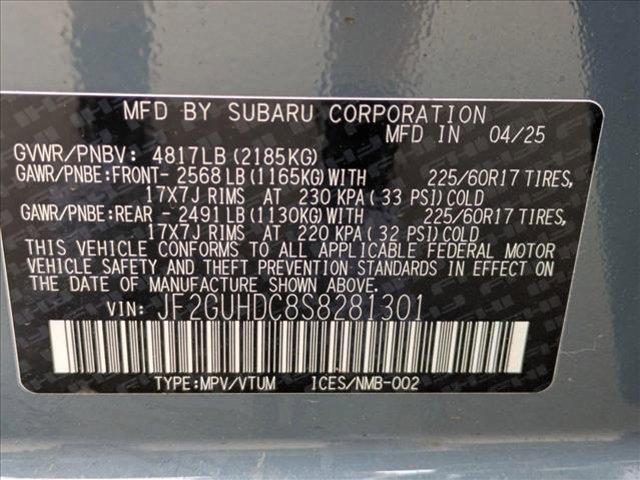 MFD BY SUBARU CORPORATION
MFD IN 04/25
GVWR/PNBV: 4817LB (2185KG)
GAWR/PNBE:FRONT- 2568 LB(1165KG)WITH 225/60R17 TIRES,
17X7J RIMS AT 230 KPA( 33 PSI)COLD
GAWR/PNBE:REAR - 2491 LB(1130KG)WITH 225/60R17 TIRES,
17X7J RIMS AT 220 KPA( 32 PSI)COLD
THIS VEHICLE CONFORMS TO ALL APPLICABLE FEDERAL MOTOR
VEHICLE SAFETY AND THEFT PREVENTION STANDARDS IN EFFECT ON
THE DATE OF MANUFACTURE SHOWN ABOVE.
VIN: JF2GUHDC8S8281301
TYPE:MPV/VTUM ICES/NMB-002